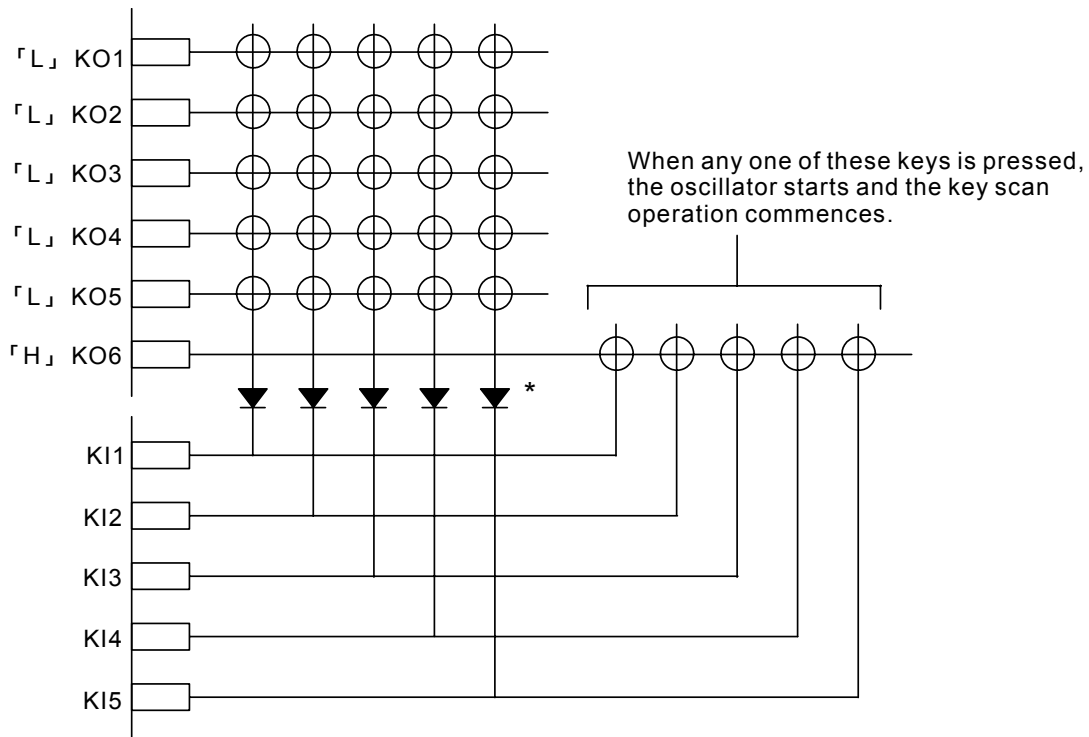 「L」 KO1
「L」 KO2
「L」 KO3
「L」 KO4
「L」 KO5
「H」 KO6
When any one of these keys is pressed,
the oscillator starts and the key scan
operation commences.
*
KI1
KI2
KI3
KI4
KI5